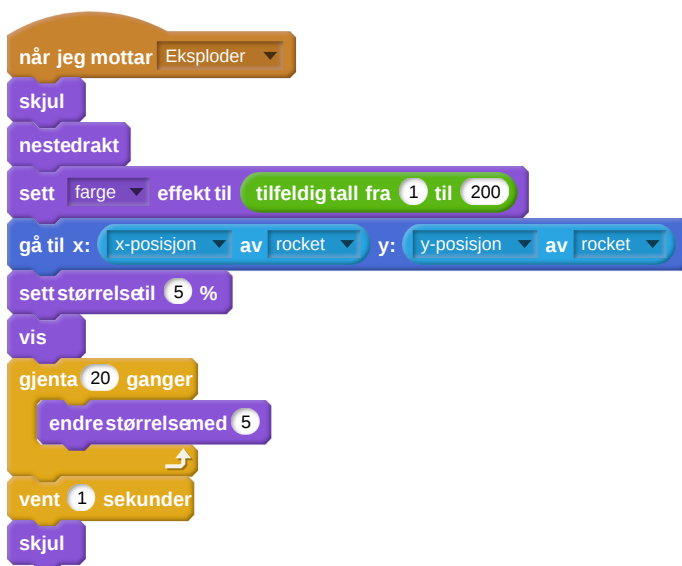 når jeg mottar Eksploder
skjul
nestedrakt
sett farge effekt til tilfeldig tall fra 1 til 200
gå til x: x-posisjon av rocket y: y-posisjon av rocket
sett størrelse til 5 %
vis
gjenta 20 ganger
endre størrelse med 5
vent 1 sekunder
skjul